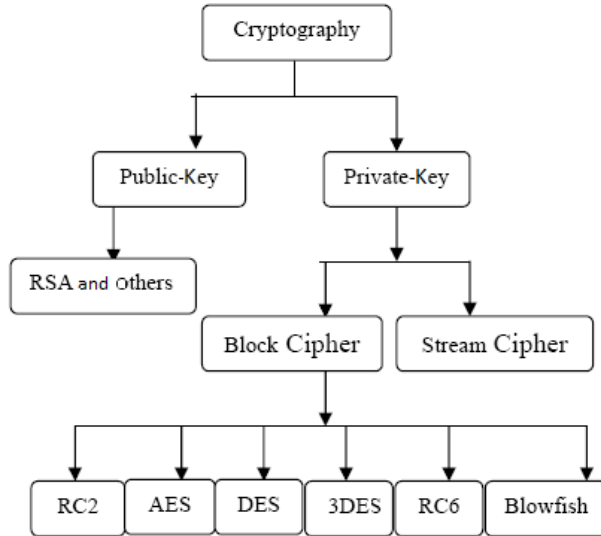 Cryptography
Public-Key
Private-Key
RSA and Others
Block Cipher
Stream Cipher
RC2
AES
DES
3DES
RC6
Blowfish